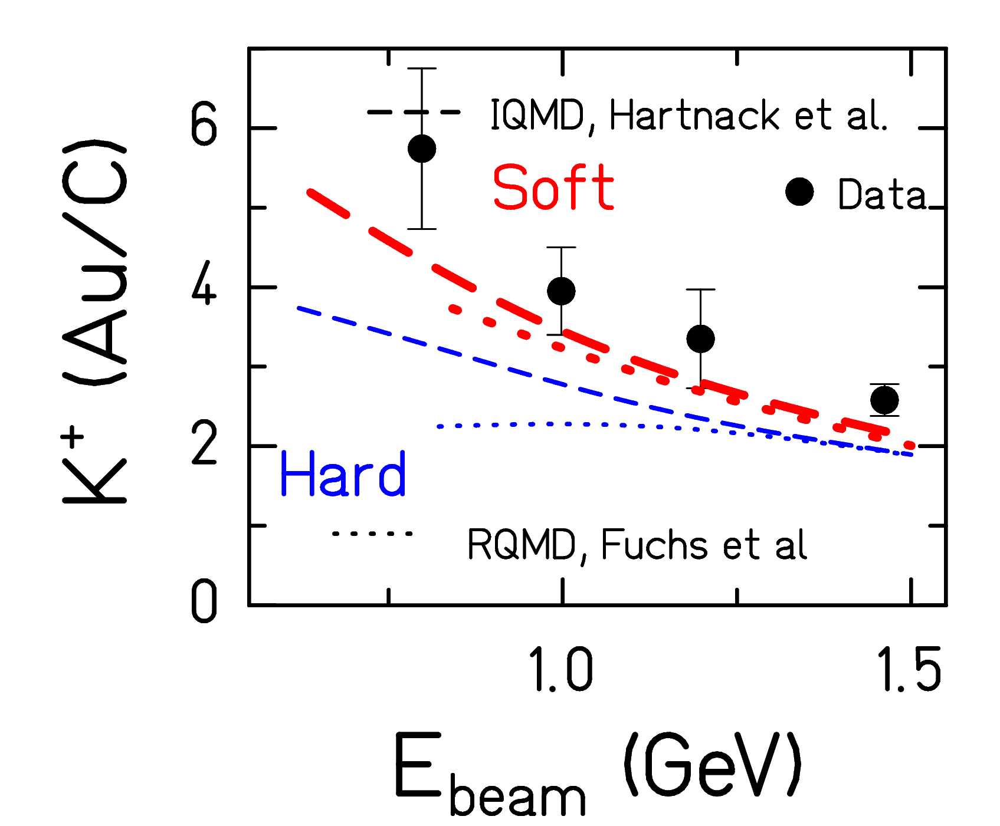 6
4
2
0
K⁺ (Au/C)
IQMD, Hartnack et al.
Soft
Data
Hard
RQMD, Fuchs et al
1.0
1.5
E_beam (GeV)